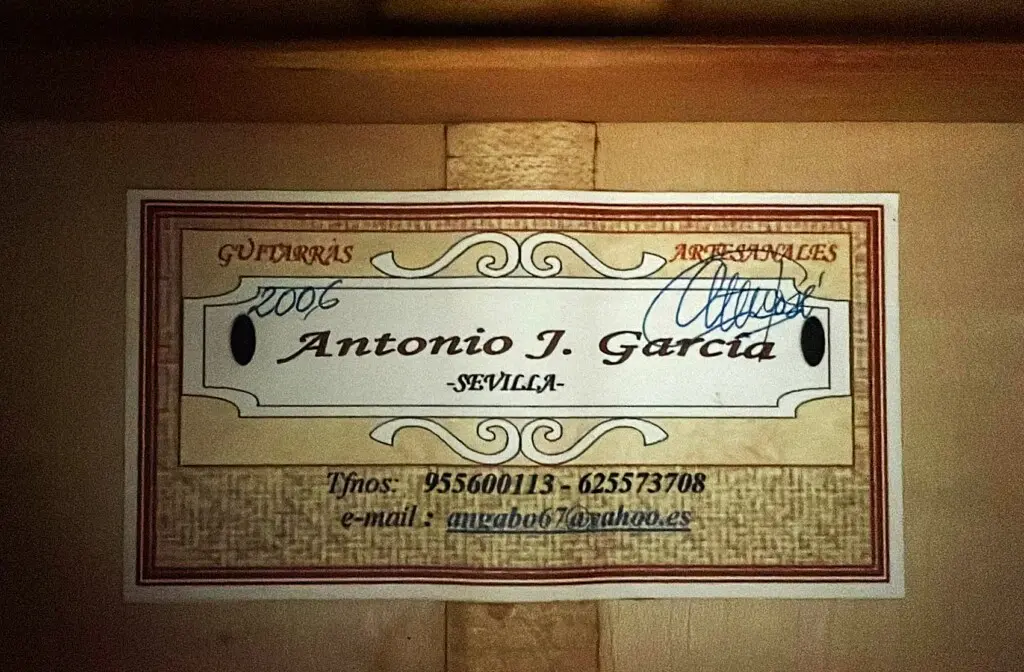 GUITARRAS ARTESANALES
2006
Antonio J. García
-SEVILLA-
Tfnos: 955600113 - 625573708
e-mail : angabo67@yahoo.es